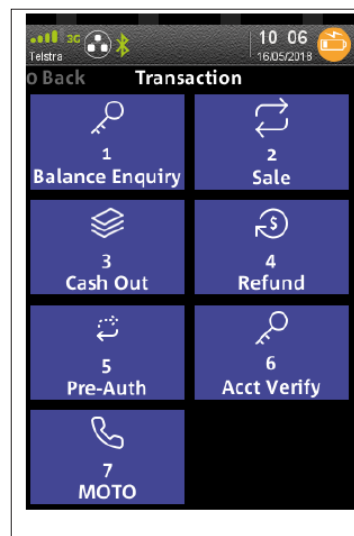 3G
10 06
Telstra
16/05/2018
0 Back Transaction
1
Balance Enquiry
2
Sale
3
Cash Out
$
4
Refund
5
Pre-Auth
6
Acct Verify
7
MOTO